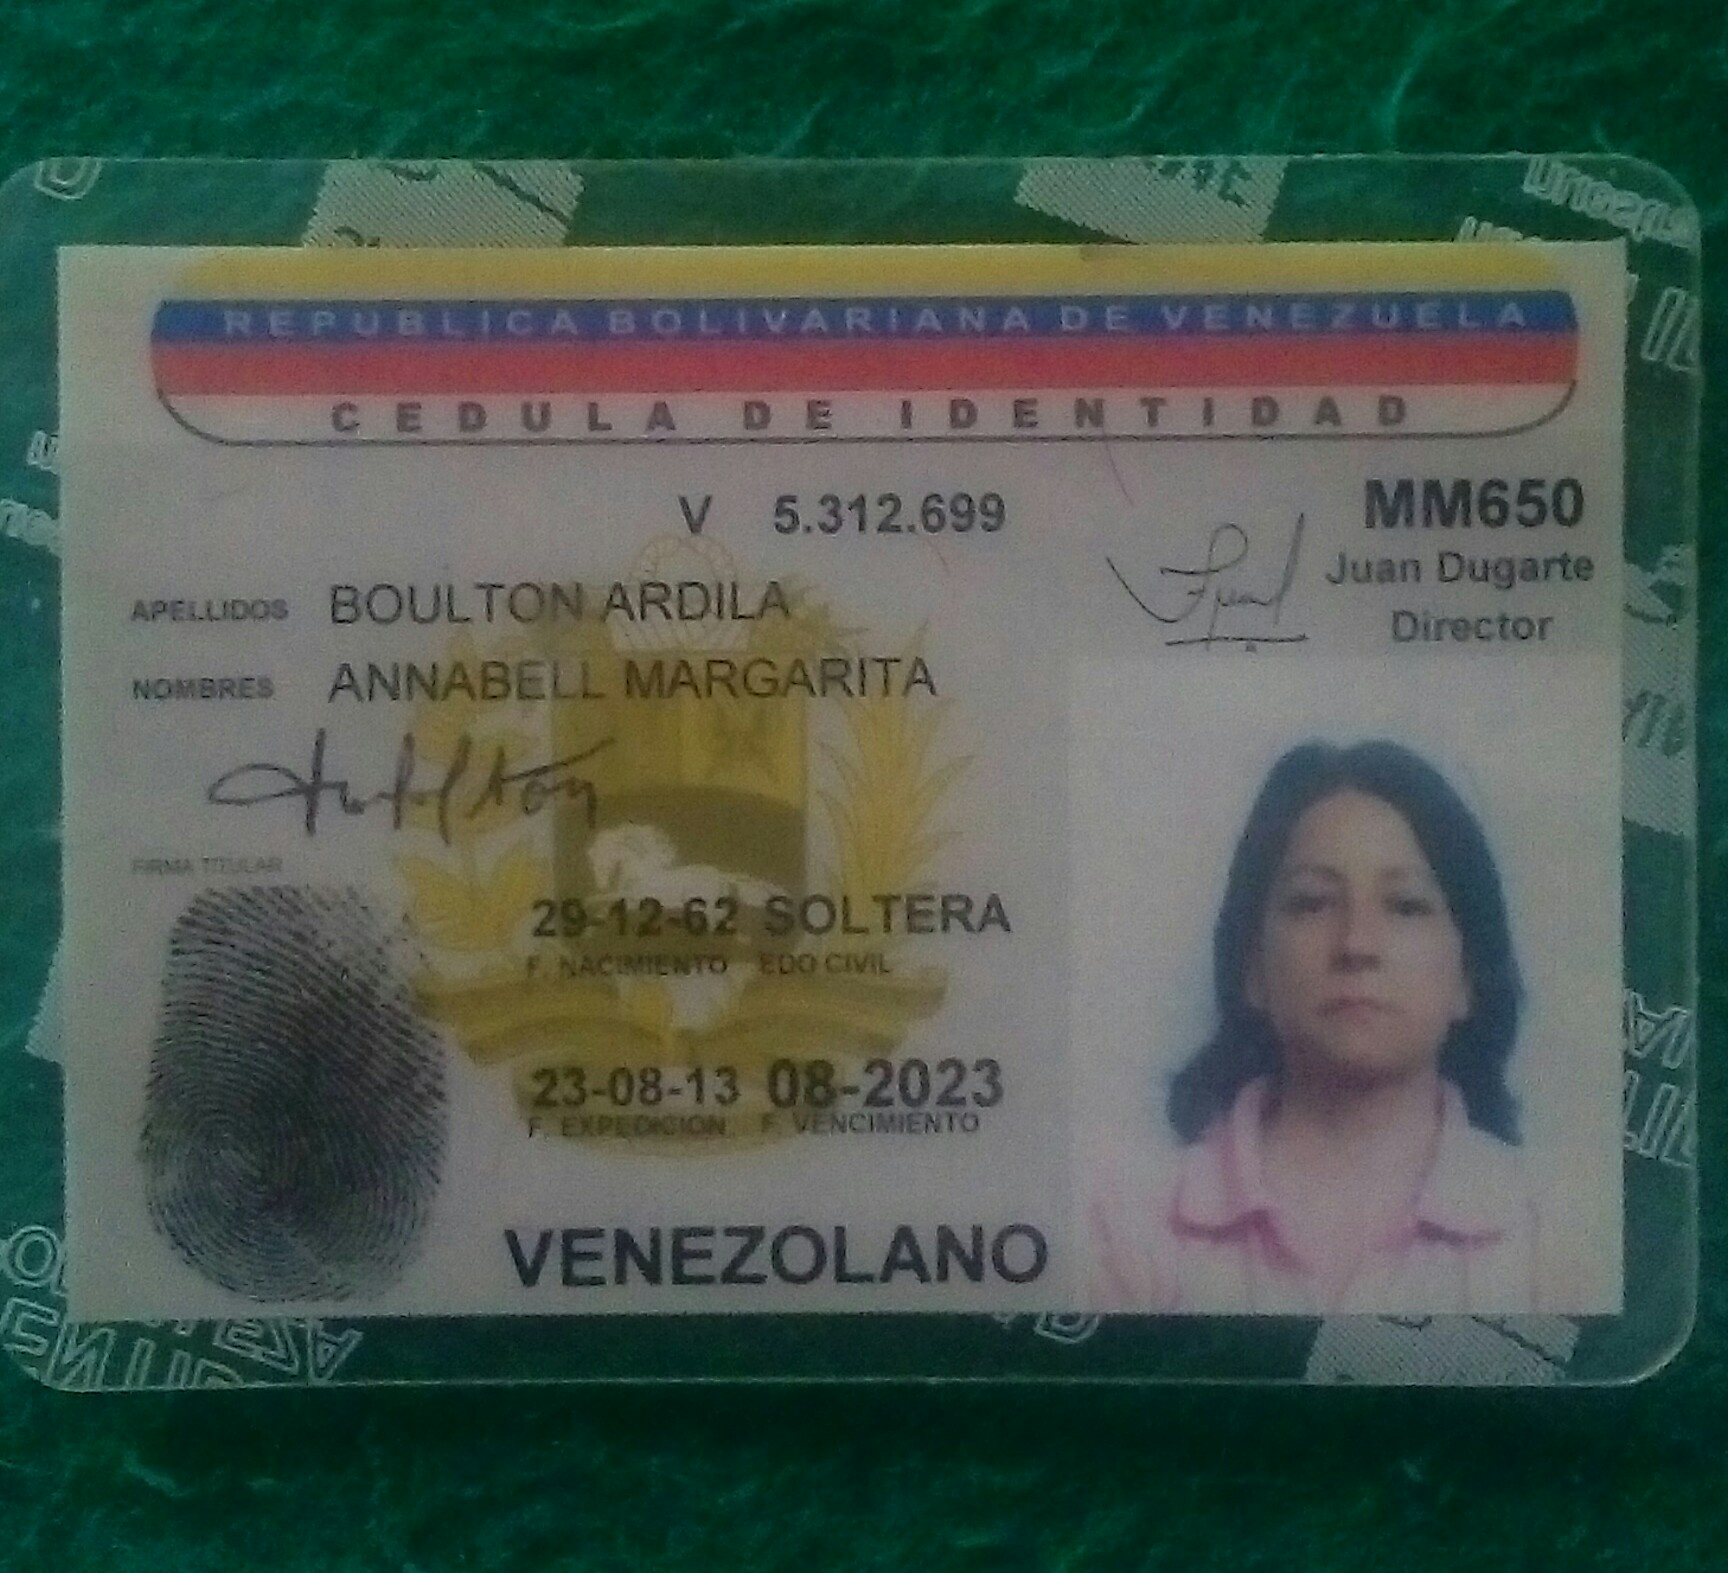 REPUBLICA BOLIVARIANA DE VENEZUELA
CEDULA DE IDENTIDAD
V 5.312.699
MM650
Juan Dugarte
Director
APELLIDOS BOULTON ARDILA
NOMBRES ANNABELL MARGARITA
FIRMA TITULAR
29-12-62 SOLTERA
F. NACIMIENTO EDO CIVIL
23-08-13 08-2023
F. EXPEDICION F. VENCIMIENTO
VENEZOLANO